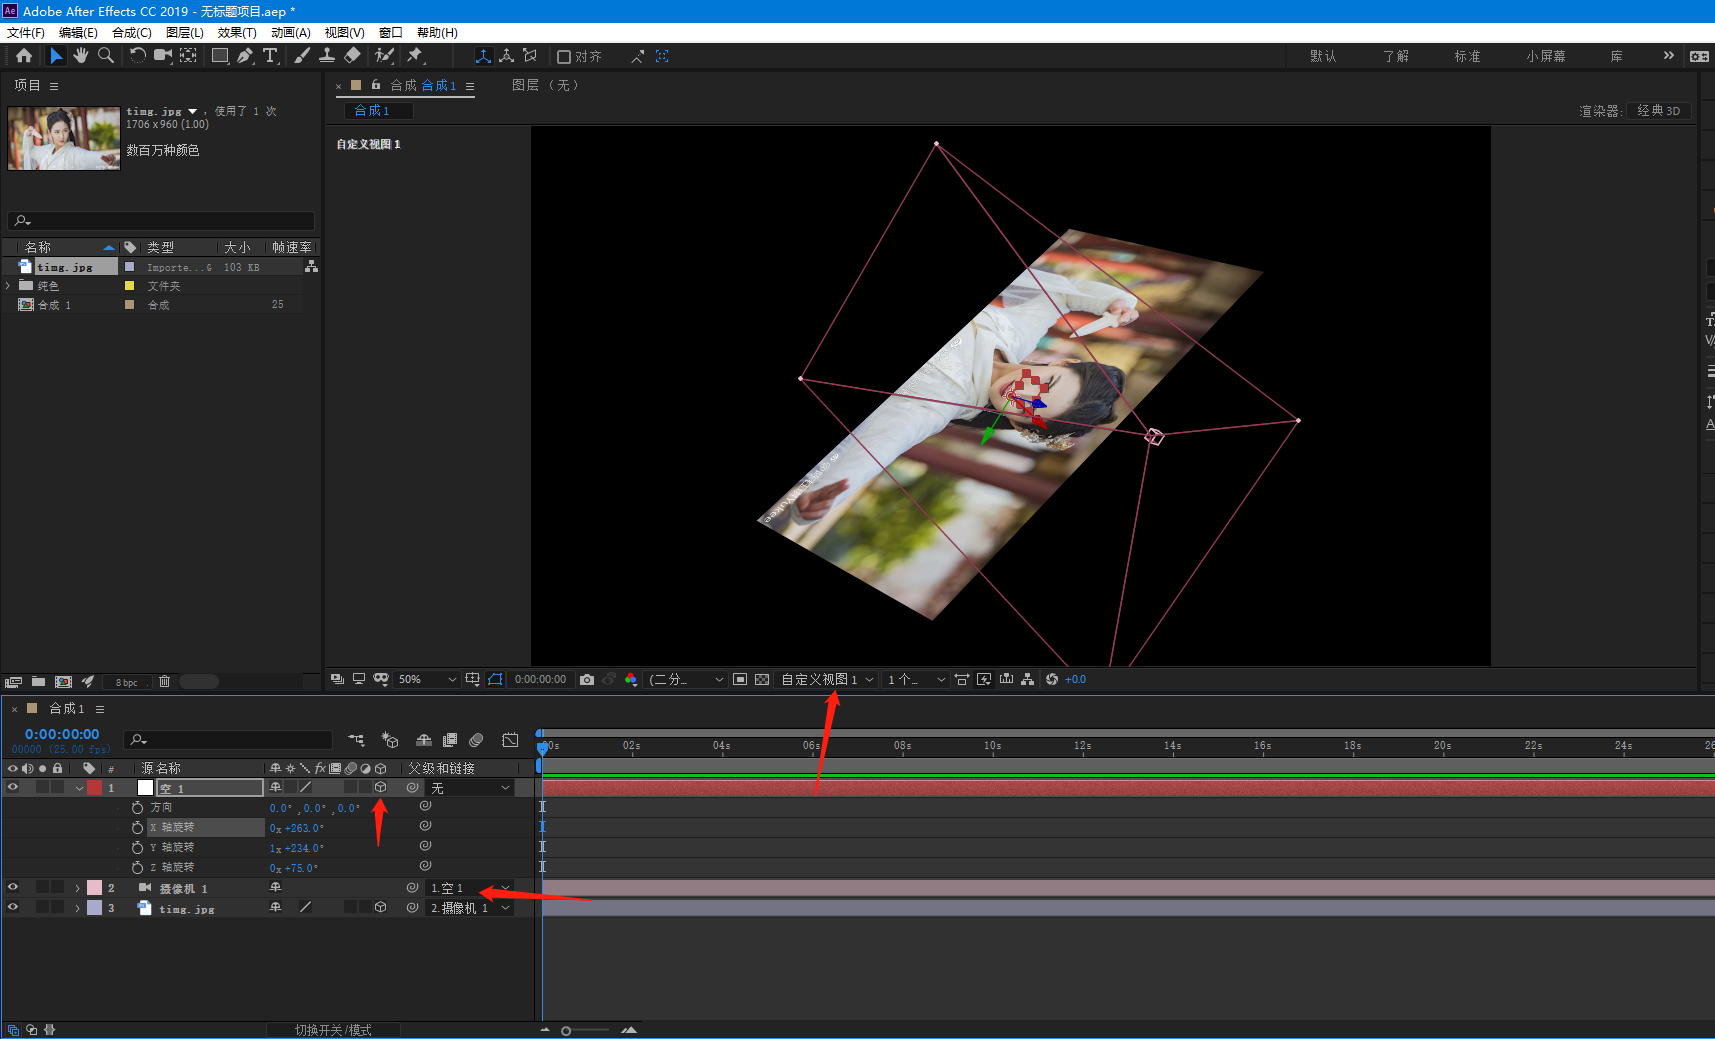 Ae Adobe After Effects CC 2019 - 无标题项目.aep *
文件(F) 编辑(E) 合成(C) 图层(L) 效果(T) 动画(A) 视图(V) 窗口 帮助(H)
对齐 默认 了解 标准 小屏幕 库
项目
timg.jpg ，使用了 1 次
1706 x 960 (1.00)
数百万种颜色
名称 类型 大小 帧速率
timg.jpg Importe...G 103 KB
纯色 文件夹
合成 1 合成 25
8 bpc
合成 合成 1 图层 （无）
合成 1 渲染器: 经典 3D
自定义视图 1
50% 0:00:00:00 (二分... 自定义视图 1 1 个... +0.0
合成 1
0:00:00:00
00000 (25.00 fps)
00s 02s 04s 06s 08s 10s 12s 14s 16s 18s 20s 22s 24s 26
# 源名称 fx 父级和链接
1 空 1 无
方向 0.0°,0.0°,0.0°
X 轴旋转 0x+263.0°
Y 轴旋转 1x+234.0°
Z 轴旋转 0x+75.0°
2 摄像机 1 1.空 1
3 timg.jpg 2.摄像机 1
切换开关/模式